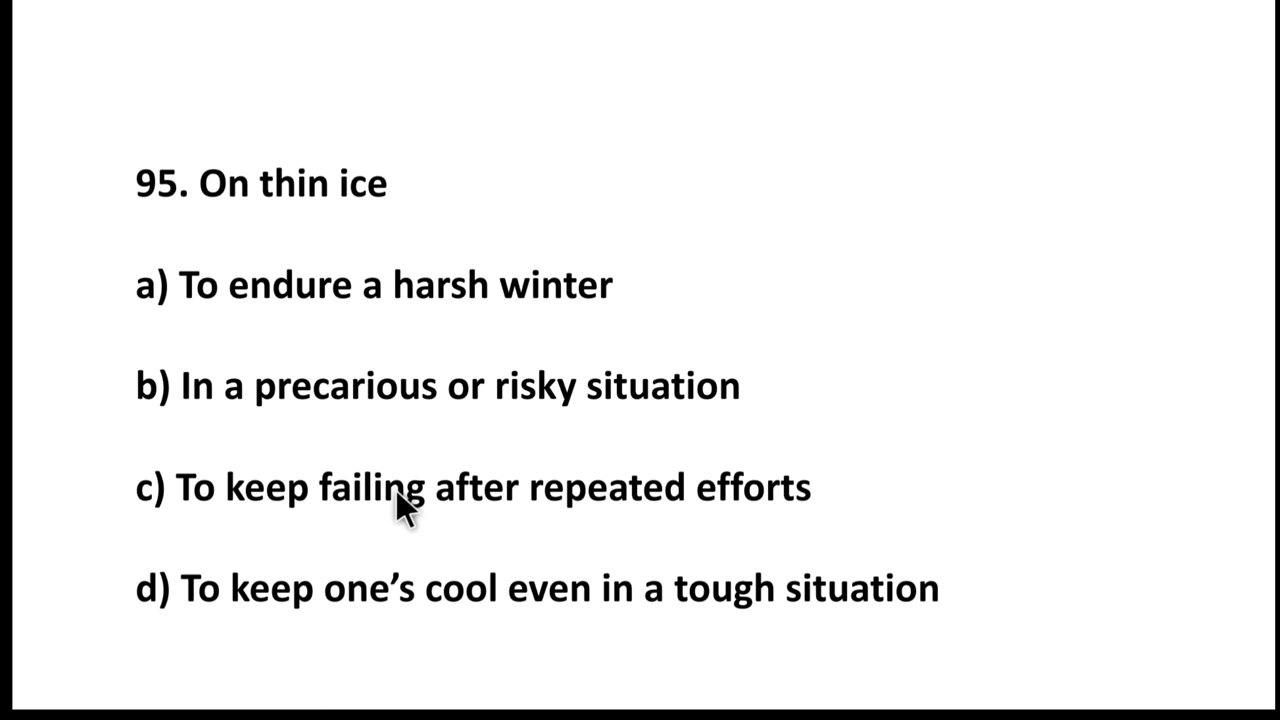 95. On thin ice
a) To endure a harsh winter
b) In a precarious or risky situation
c) To keep failing after repeated efforts
d) To keep one’s cool even in a tough situation